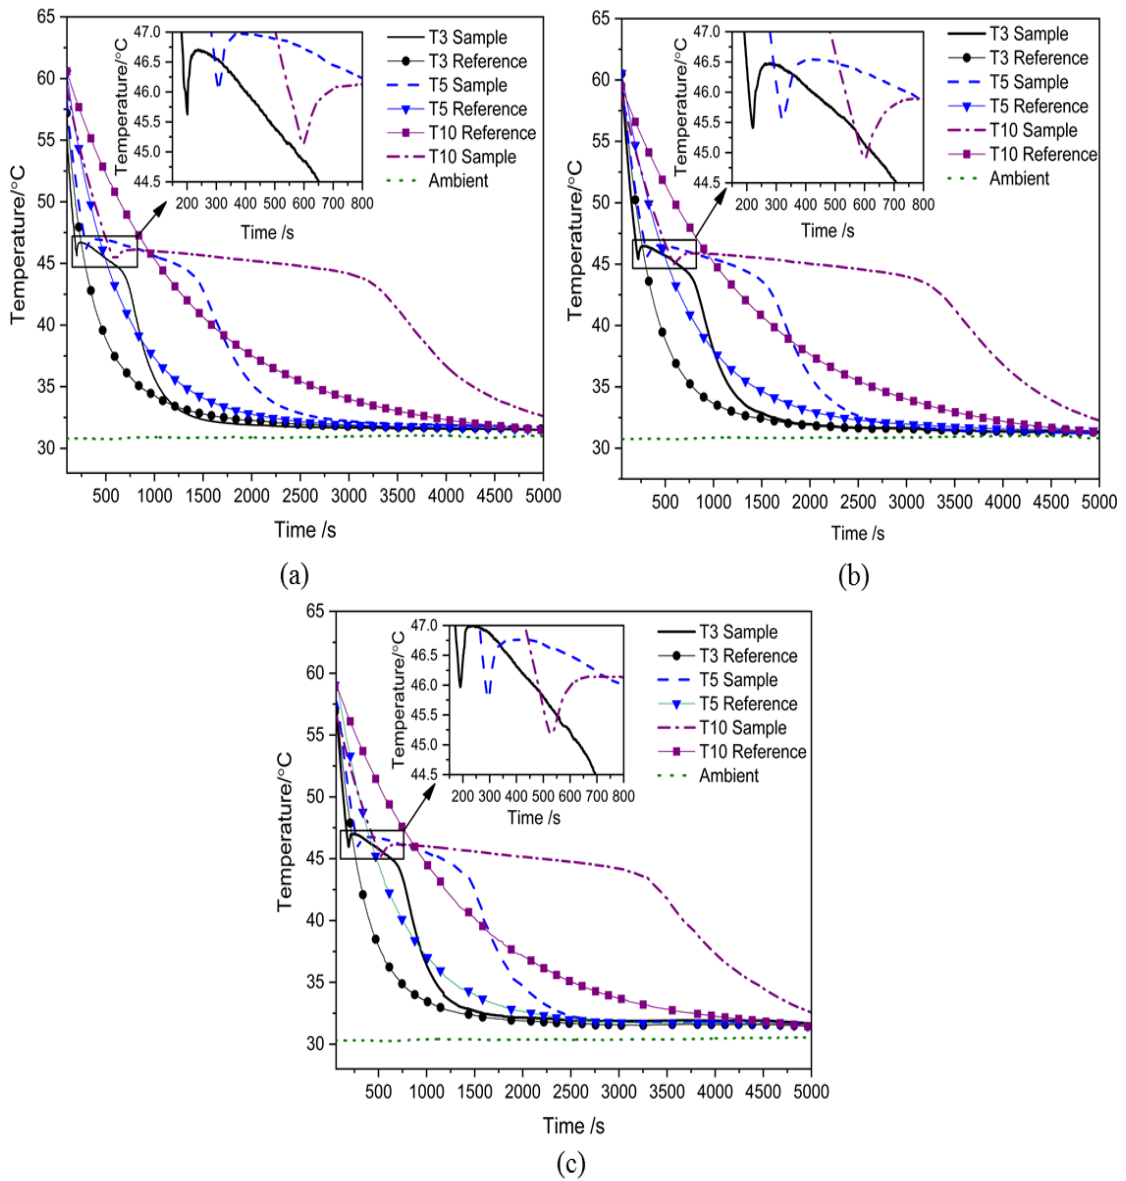 65
60
55
50
45
40
35
30
Temperature/°C
500 1000 1500 2000 2500 3000 3500 4000 4500 5000
Time /s
47.0
46.5
46.0
45.5
45.0
44.5
Temperature/°C
200 300 400 500 600 700 800
Time /s
T3 Sample
T3 Reference
T5 Sample
T5 Reference
T10 Reference
T10 Sample
Ambient
(a)
65
60
55
50
45
40
35
30
Temperature/°C
500 1000 1500 2000 2500 3000 3500 4000 4500 5000
Time /s
47.0
46.5
46.0
45.5
45.0
44.5
Temperature/°C
200 300 400 500 600 700 800
Time /s
T3 Sample
T3 Reference
T5 Sample
T5 Reference
T10 Sample
T10 Reference
Ambient
(b)
65
60
55
50
45
40
35
30
Temperature/°C
500 1000 1500 2000 2500 3000 3500 4000 4500 5000
Time /s
47.0
46.5
46.0
45.5
45.0
44.5
Temperature/°C
200 300 400 500 600 700 800
Time /s
T3 Sample
T3 Reference
T5 Sample
T5 Reference
T10 Sample
T10 Reference
Ambient
(c)